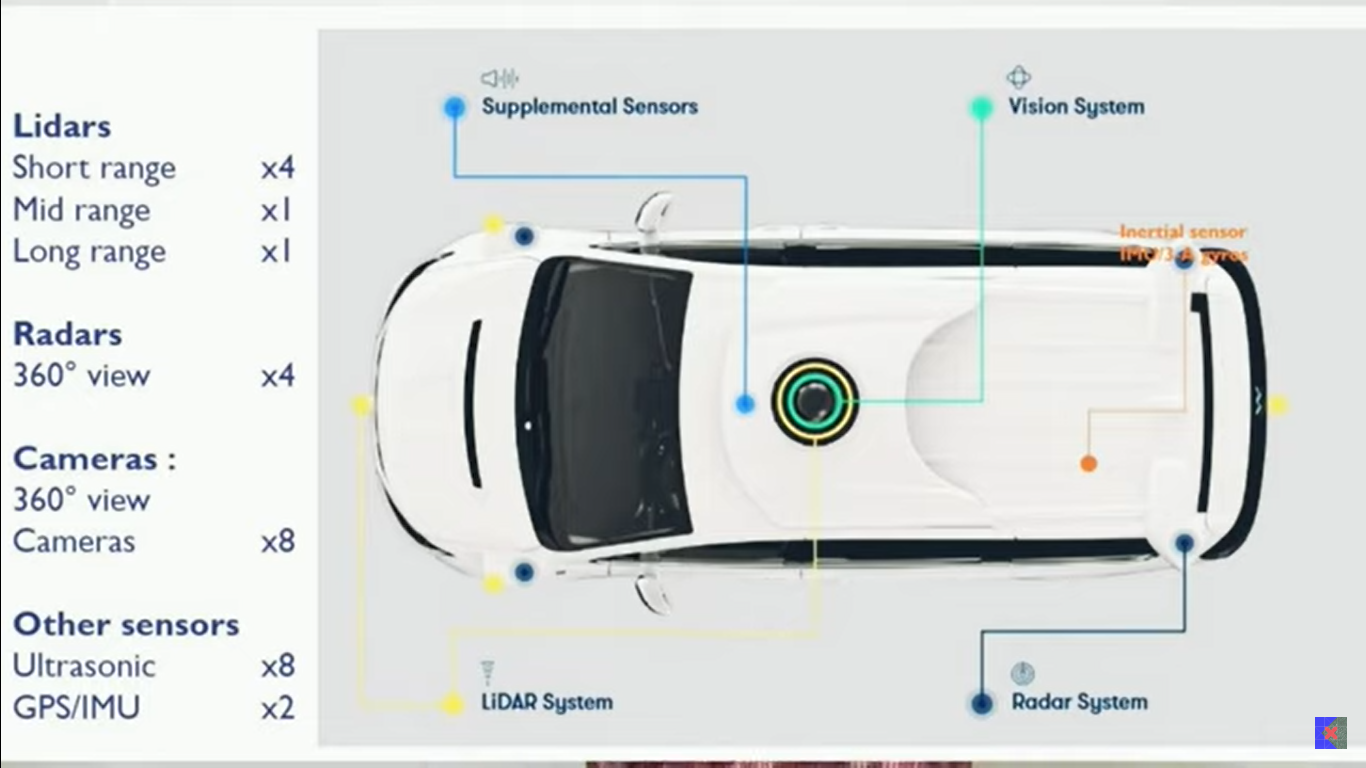 Lidars
Short range x4
Mid range x1
Long range x1
Radars
360° view x4
Cameras :
360° view
Cameras x8
Other sensors
Ultrasonic x8
GPS/IMU x2
Supplemental Sensors
Vision System
Inertial sensor
IMU/3-A gyros
LiDAR System
Radar System